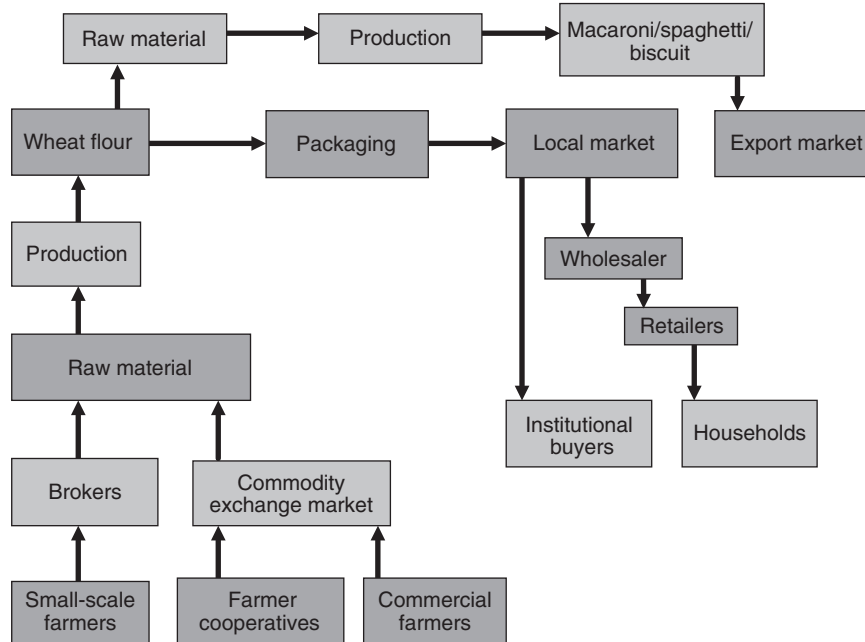 Raw material
Production
Macaroni/spaghetti/
biscuit
Wheat flour
Packaging
Local market
Export market
Production
Wholesaler
Retailers
Raw material
Institutional
buyers
Households
Brokers
Commodity
exchange market
Small-scale
farmers
Farmer
cooperatives
Commercial
farmers